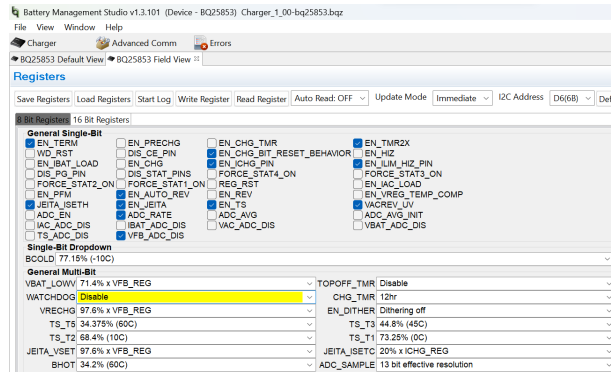 Battery Management Studio v1.3.101 (Device - BQ25853) Charger_1_00-bq25853.bqz
File View Window Help
Charger Advanced Comm Errors
BQ25853 Default View BQ25853 Field View
Registers
Save Registers Load Registers Start Log Write Register Read Register Auto Read: OFF Update Mode Immediate I2C Address D6(6B) Def
8 Bit Registers 16 Bit Registers
General Single-Bit
EN_TERM EN_PRECHG EN_CHG_TMR EN_TMR2X
WD_RST DIS_CE_PIN EN_CHG_BIT_RESET_BEHAVIOR EN_HIZ
EN_IBAT_LOAD EN_CHG EN_ICHG_PIN EN_ILIM_HIZ_PIN
DIS_PG_PIN DIS_STAT_PINS FORCE_STAT4_ON FORCE_STAT3_ON
FORCE_STAT2_ON FORCE_STAT1_ON REG_RST EN_IAC_LOAD
EN_PFM EN_AUTO_REV EN_REV EN_VREG_TEMP_COMP
JEITA_ISETH EN_JEITA EN_TS VACREV_UV
ADC_EN ADC_RATE ADC_AVG ADC_AVG_INIT
IAC_ADC_DIS IBAT_ADC_DIS VAC_ADC_DIS VBAT_ADC_DIS
TS_ADC_DIS VFB_ADC_DIS
Single-Bit Dropdown
BCOLD 77.15% (-10C)
General Multi-Bit
VBAT_LOWV 71.4% x VFB_REG TOPOFF_TMR Disable
WATCHDOG Disable CHG_TMR 12hr
VRECHG 97.6% x VFB_REG EN_DITHER Dithering off
TS_T5 34.375% (60C) TS_T3 44.8% (45C)
TS_T2 68.4% (10C) TS_T1 73.25% (0C)
JEITA_VSET 97.6% x VFB_REG JEITA_ISETC 20% x ICHG_REG
BHOT 34.2% (60C) ADC_SAMPLE 13 bit effective resolution